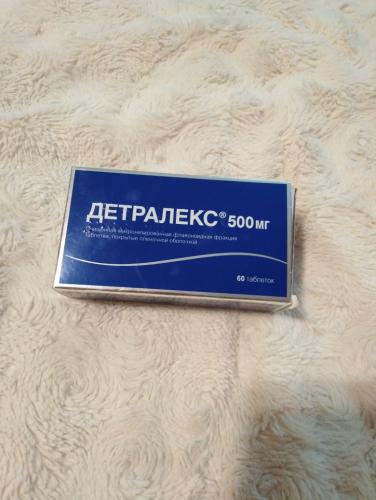 ДЕТРАЛЕКС® 500 мг
Очищенная микронизированная флавоноидная фракция
таблетки, покрытые пленочной оболочкой
60 таблеток